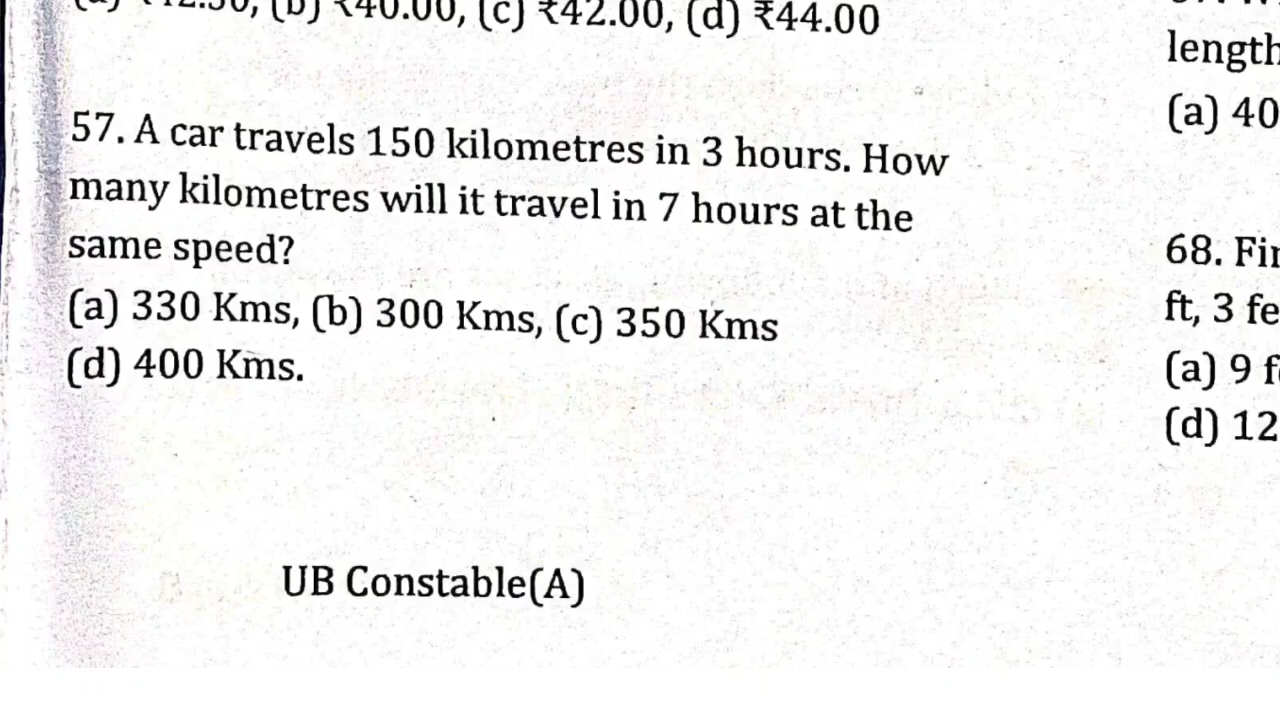 (b) ₹40.00, (c) ₹42.00, (d) ₹44.00
57. A car travels 150 kilometres in 3 hours. How
many kilometres will it travel in 7 hours at the
same speed?
(a) 330 Kms, (b) 300 Kms, (c) 350 Kms
(d) 400 Kms.
UB Constable(A)
length
(a) 40
68.
ft, 3
(a) 9
(d) 12